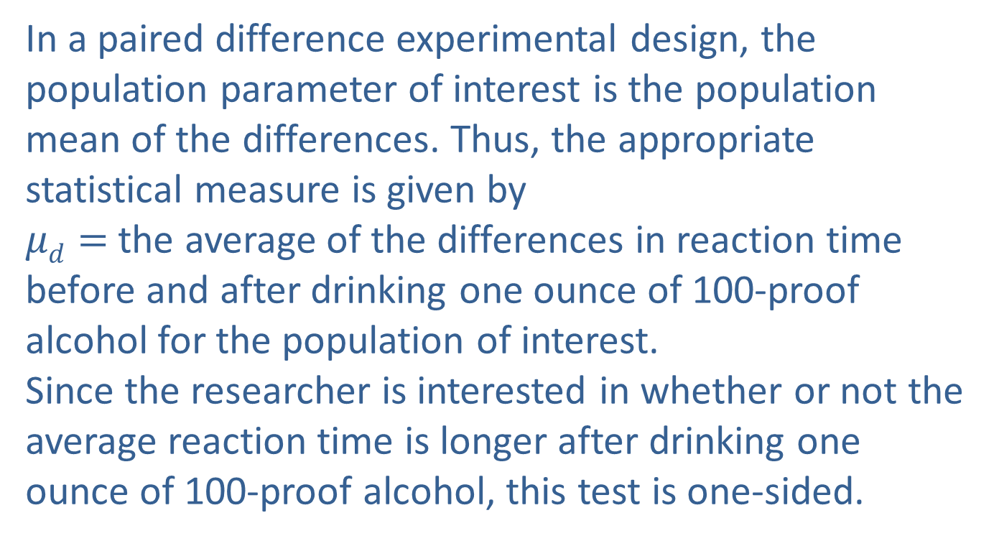 In a paired difference experimental design, the
population parameter of interest is the population
mean of the differences. Thus, the appropriate
statistical measure is given by
𝜇𝑑 = the average of the differences in reaction time
before and after drinking one ounce of 100-proof
alcohol for the population of interest.
Since the researcher is interested in whether or not the
average reaction time is longer after drinking one
ounce of 100-proof alcohol, this test is one-sided.